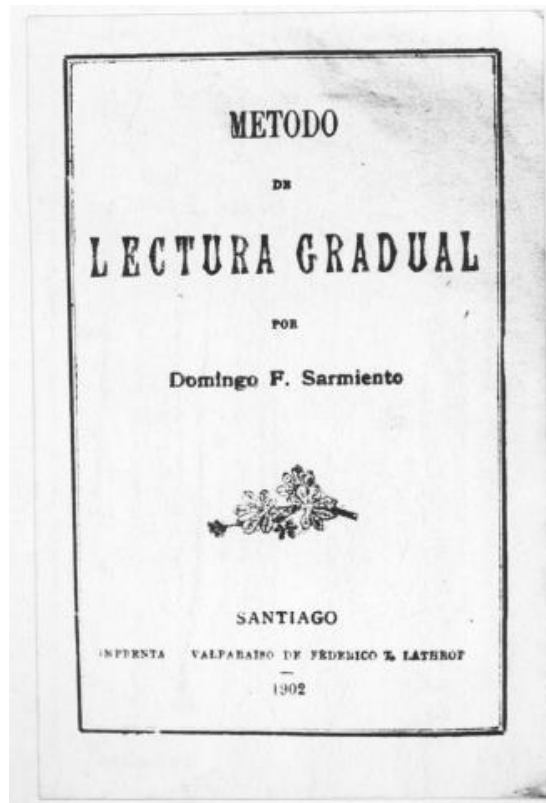 METODO
DE
LECTURA GRADUAL
POR
Domingo F. Sarmiento
SANTIAGO
IMPRENTA VALPARAISO DE FEDERICO T. LATHROP
1902